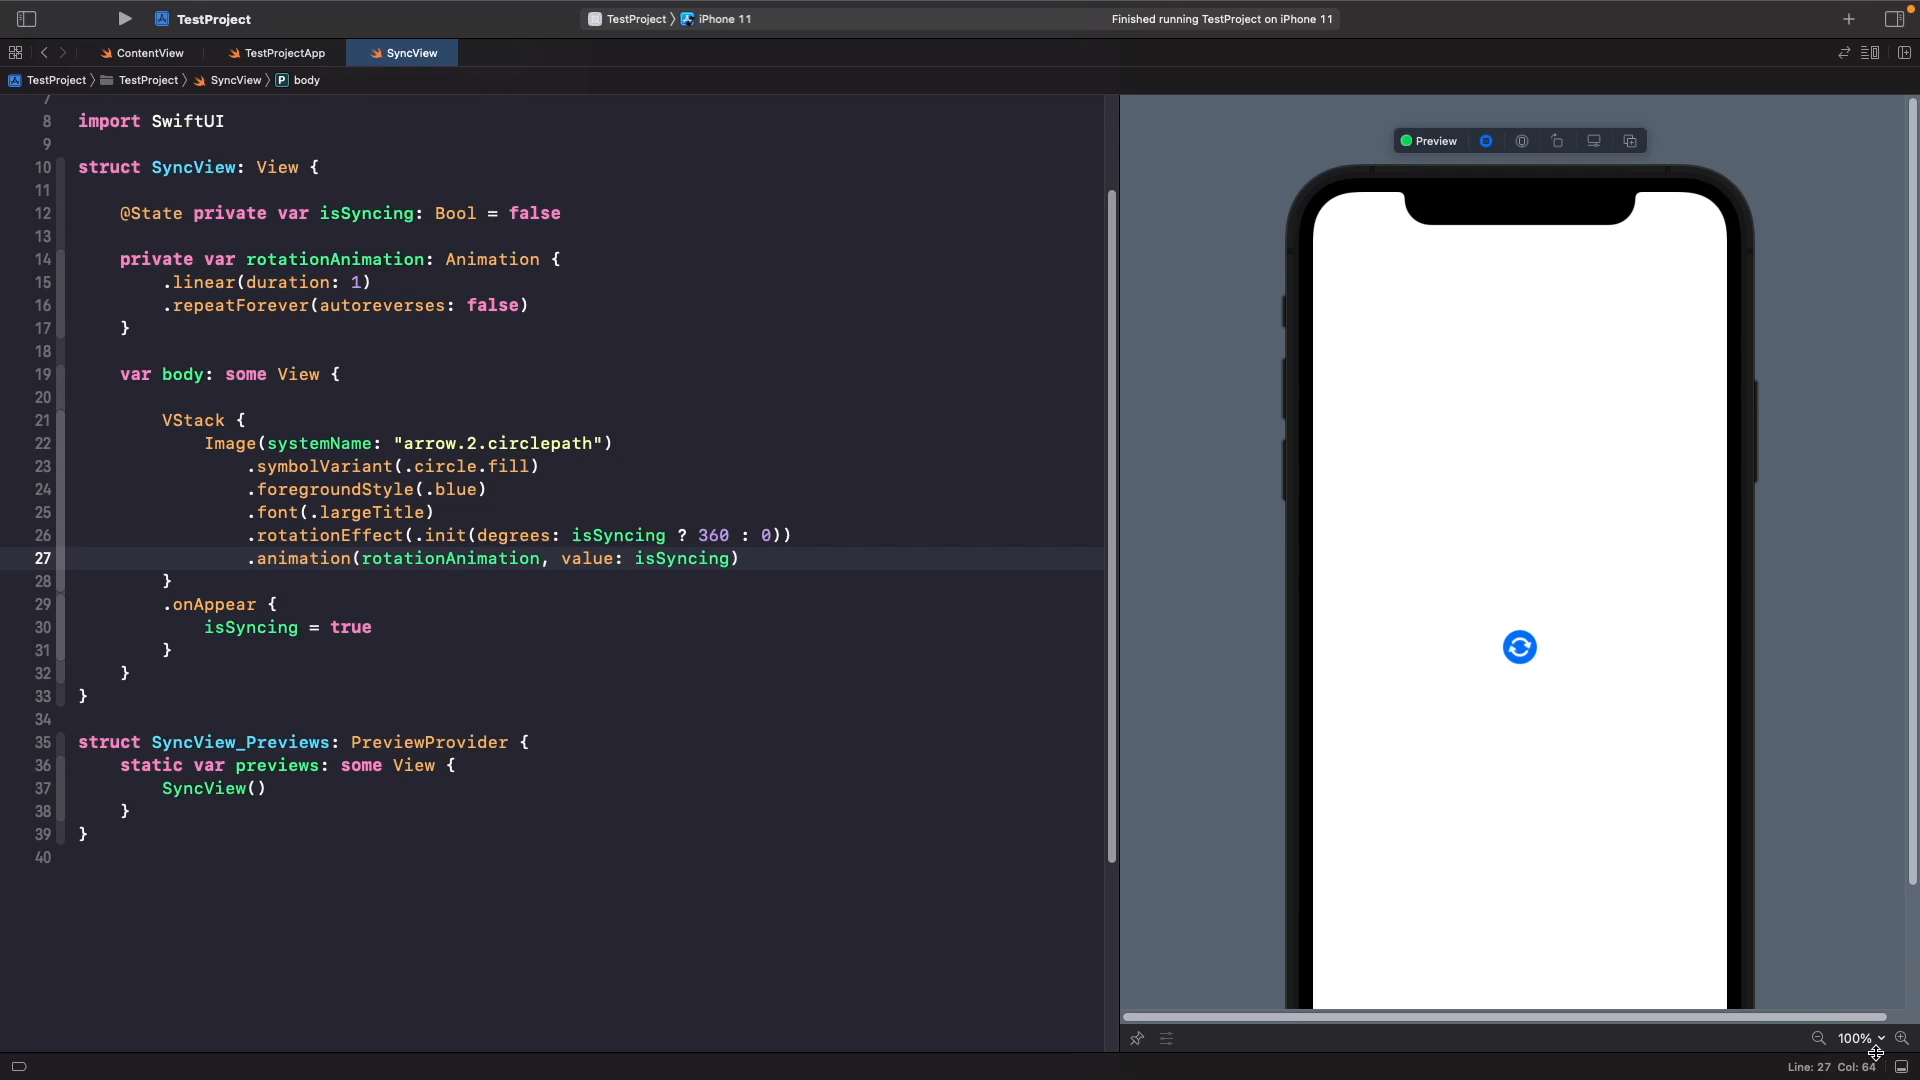 TestProject
TestProject 〉 iPhone 11
Finished running TestProject on iPhone 11
ContentView
TestProjectApp
SyncView
TestProject 〉 TestProject 〉 SyncView 〉 P body
7
8 import SwiftUI
9
10 struct SyncView: View {
11
12 @State private var isSyncing: Bool = false
13
14 private var rotationAnimation: Animation {
15 .linear(duration: 1)
16 .repeatForever(autoreverses: false)
17 }
18
19 var body: some View {
20
21 VStack {
22 Image(systemName: "arrow.2.circlepath")
23 .symbolVariant(.circle.fill)
24 .foregroundStyle(.blue)
25 .font(.largeTitle)
26 .rotationEffect(.init(degrees: isSyncing ? 360 : 0))
27 .animation(rotationAnimation, value: isSyncing)
28 }
29 .onAppear {
30 isSyncing = true
31 }
32 }
33 }
34
35 struct SyncView_Previews: PreviewProvider {
36 static var previews: some View {
37 SyncView()
38 }
39 }
40
Preview
100%
Line: 27 Col: 64